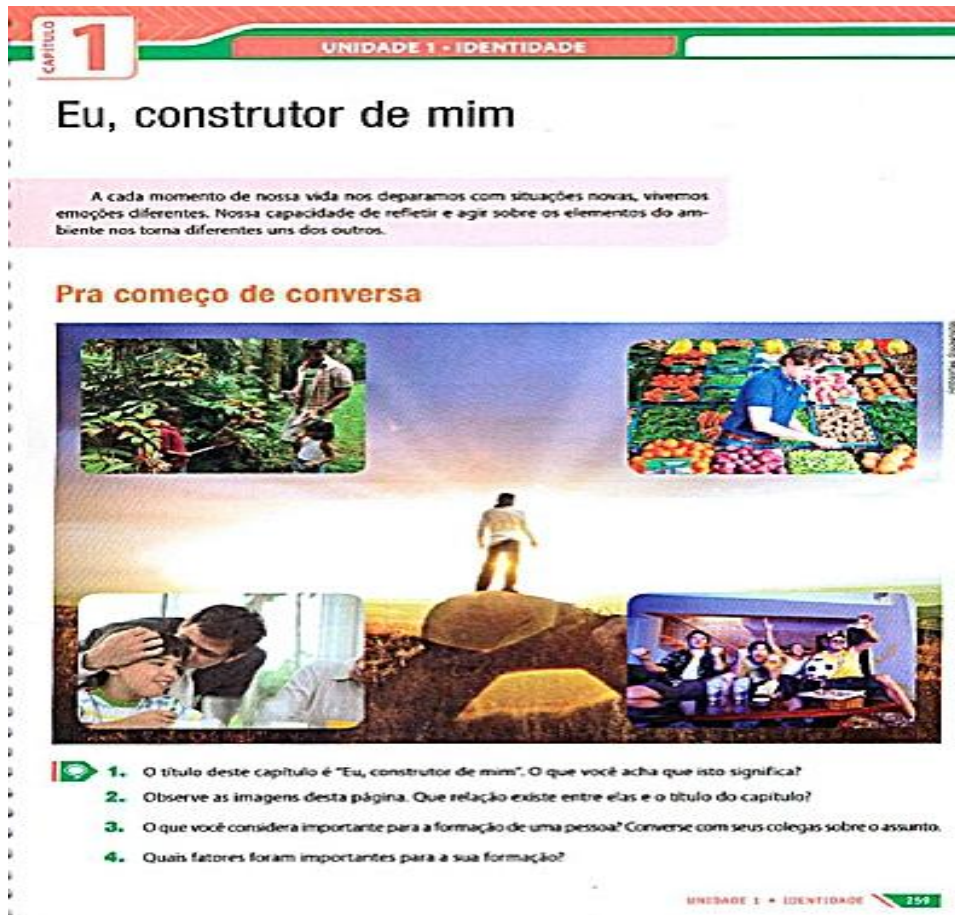 CAPÍTULO
1
UNIDADE 1 • IDENTIDADE
Eu, construtor de mim
A cada momento de nossa vida nos deparamos com situações novas, vivemos
emoções diferentes. Nossa capacidade de refletir e agir sobre os elementos do am-
biente nos torna diferentes uns dos outros.
Pra começo de conversa
1. O título deste capítulo é "Eu, construtor de mim". O que você acha que isto significa?
2. Observe as imagens desta página. Que relação existe entre elas e o título do capítulo?
3. O que você considera importante para a formação de uma pessoa? Converse com seus colegas sobre o assunto.
4. Quais fatores foram importantes para a sua formação?
UNIDADE 1 • IDENTIDADE 259